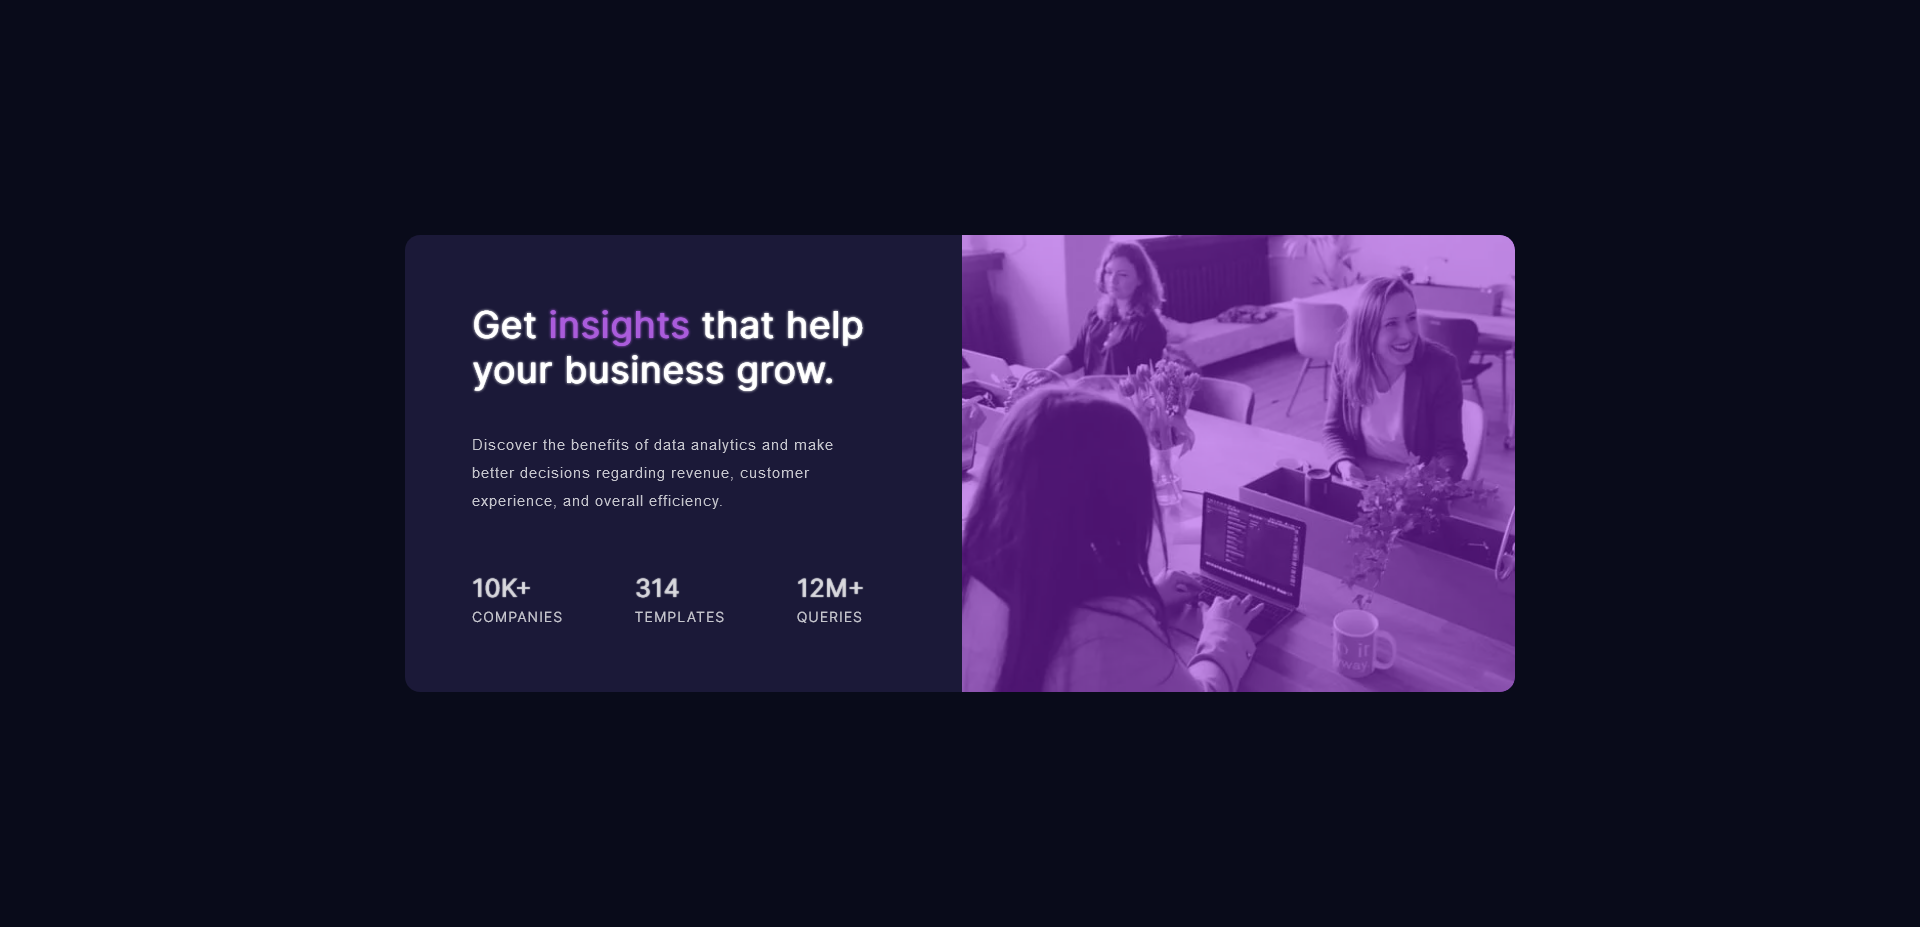 Get insights that help
your business grow.
Discover the benefits of data analytics and make
better decisions regarding revenue, customer
experience, and overall efficiency.
10K+ 314 12M+
COMPANIES TEMPLATES QUERIES